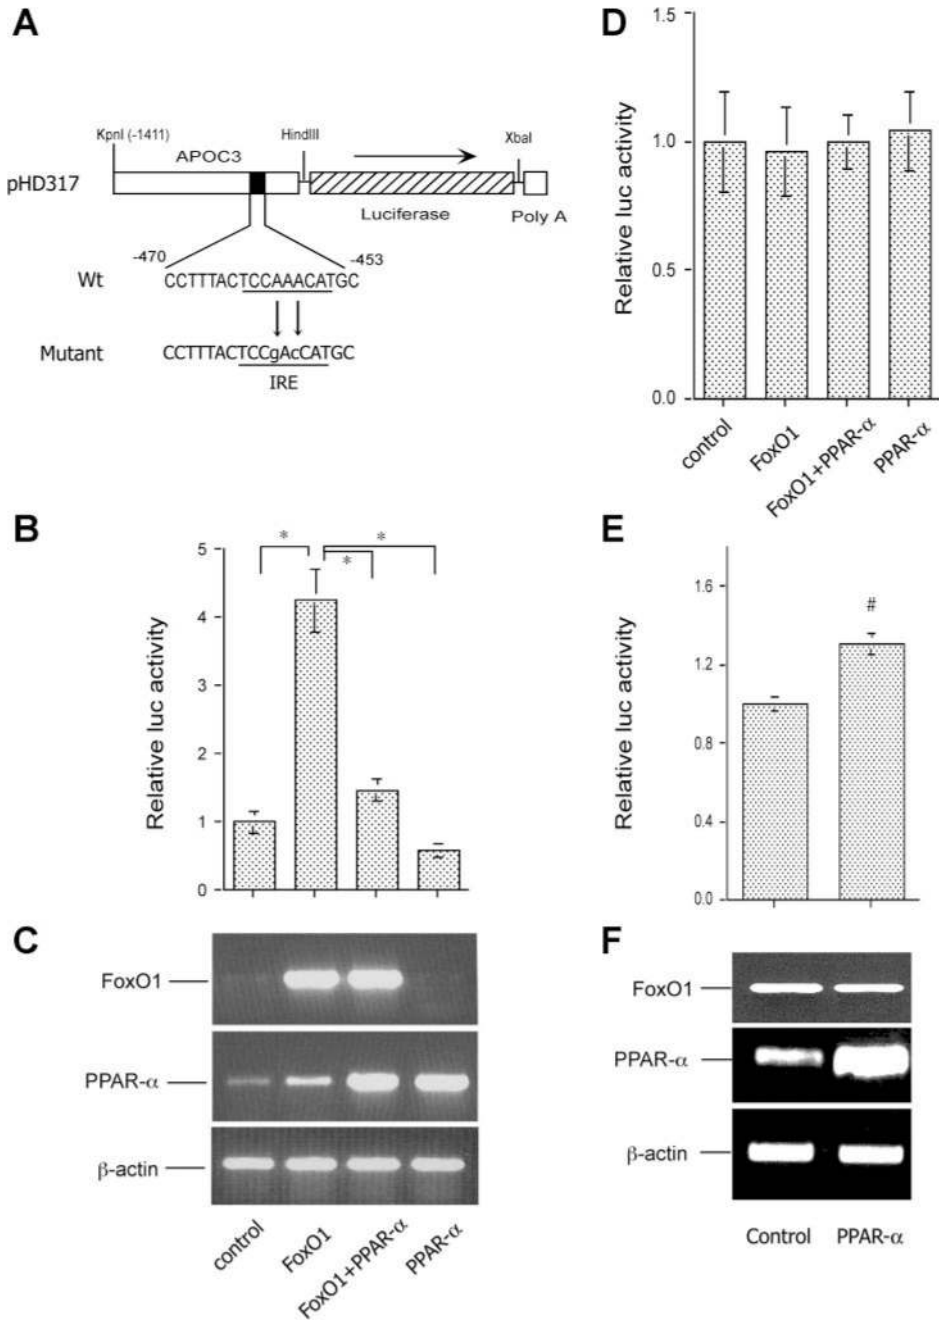 A
KpnI (-1411)
HindIII
XbaI
APOC3
pHD317
Luciferase
Poly A
-470
-453
Wt
CCTTTACTCCAAACATGC
Mutant
CCTTTACTCCgAcCATGC
IRE
B
Relative luc activity
5
4
3
2
1
0
*
*
*
C
FoxO1
PPAR-α
β-actin
control
FoxO1
FoxO1+PPAR-α
PPAR-α
D
Relative luc activity
1.5
1.0
0.5
0.0
control
FoxO1
FoxO1+PPAR-α
PPAR-α
E
Relative luc activity
1.6
1.2
0.8
0.4
0.0
#
F
FoxO1
PPAR-α
β-actin
Control
PPAR-α